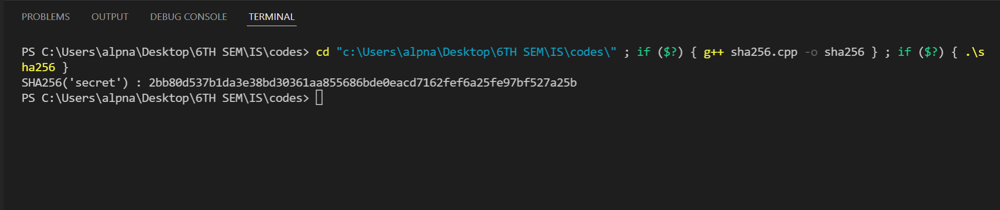 PROBLEMS OUTPUT DEBUG CONSOLE TERMINAL
PS C:\Users\alpna\Desktop\6TH SEM\IS\codes> cd "c:\Users\alpna\Desktop\6TH SEM\IS\codes\" ; if ($?) { g++ sha256.cpp -o sha256 } ; if ($?) { .\s
ha256 }
SHA256('secret') : 2bb80d537b1da3e38bd30361aa855686bde0eacd7162fef6a25fe97bf527a25b
PS C:\Users\alpna\Desktop\6TH SEM\IS\codes>